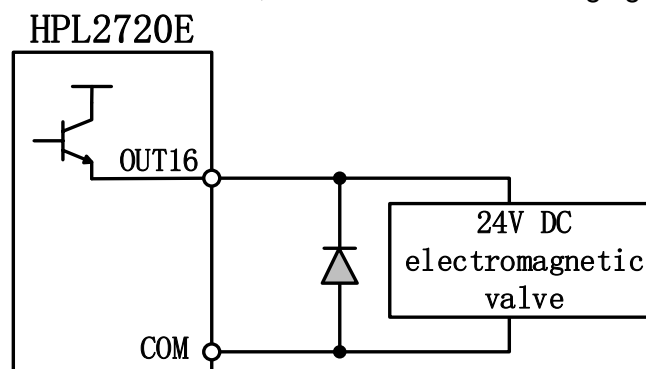 HPL2720E
OUT16
24V DC
electromagnetic
valve
COM